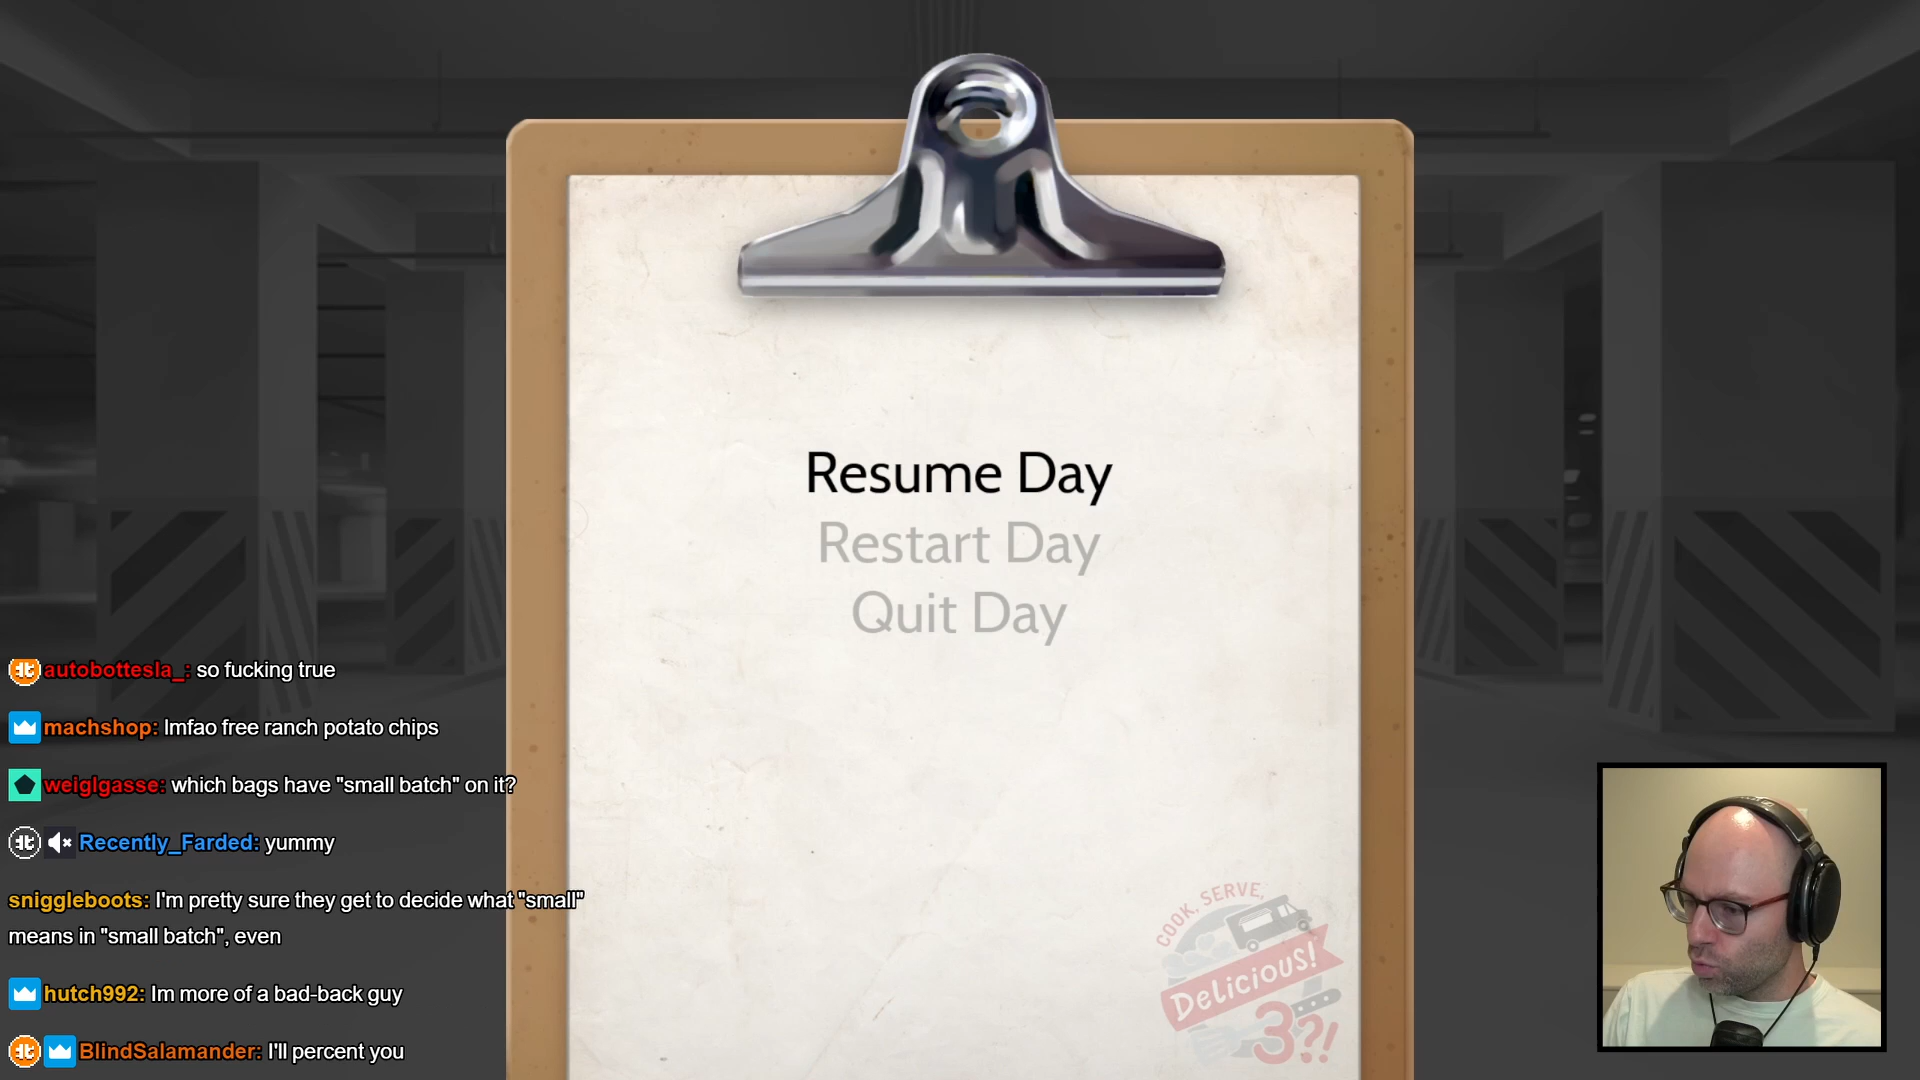 Resume Day
Restart Day
Quit Day
autobottesla_: so fucking true
machshop: lmfao free ranch potato chips
weiglgasse: which bags have "small batch" on it?
Recently_Farded: yummy
sniggleboots: I'm pretty sure they get to decide what "small"
means in "small batch", even
hutch992: Im more of a bad-back guy
BlindSalamander: I'll percent you
COOK, SERVE,
Delicious!
3?!